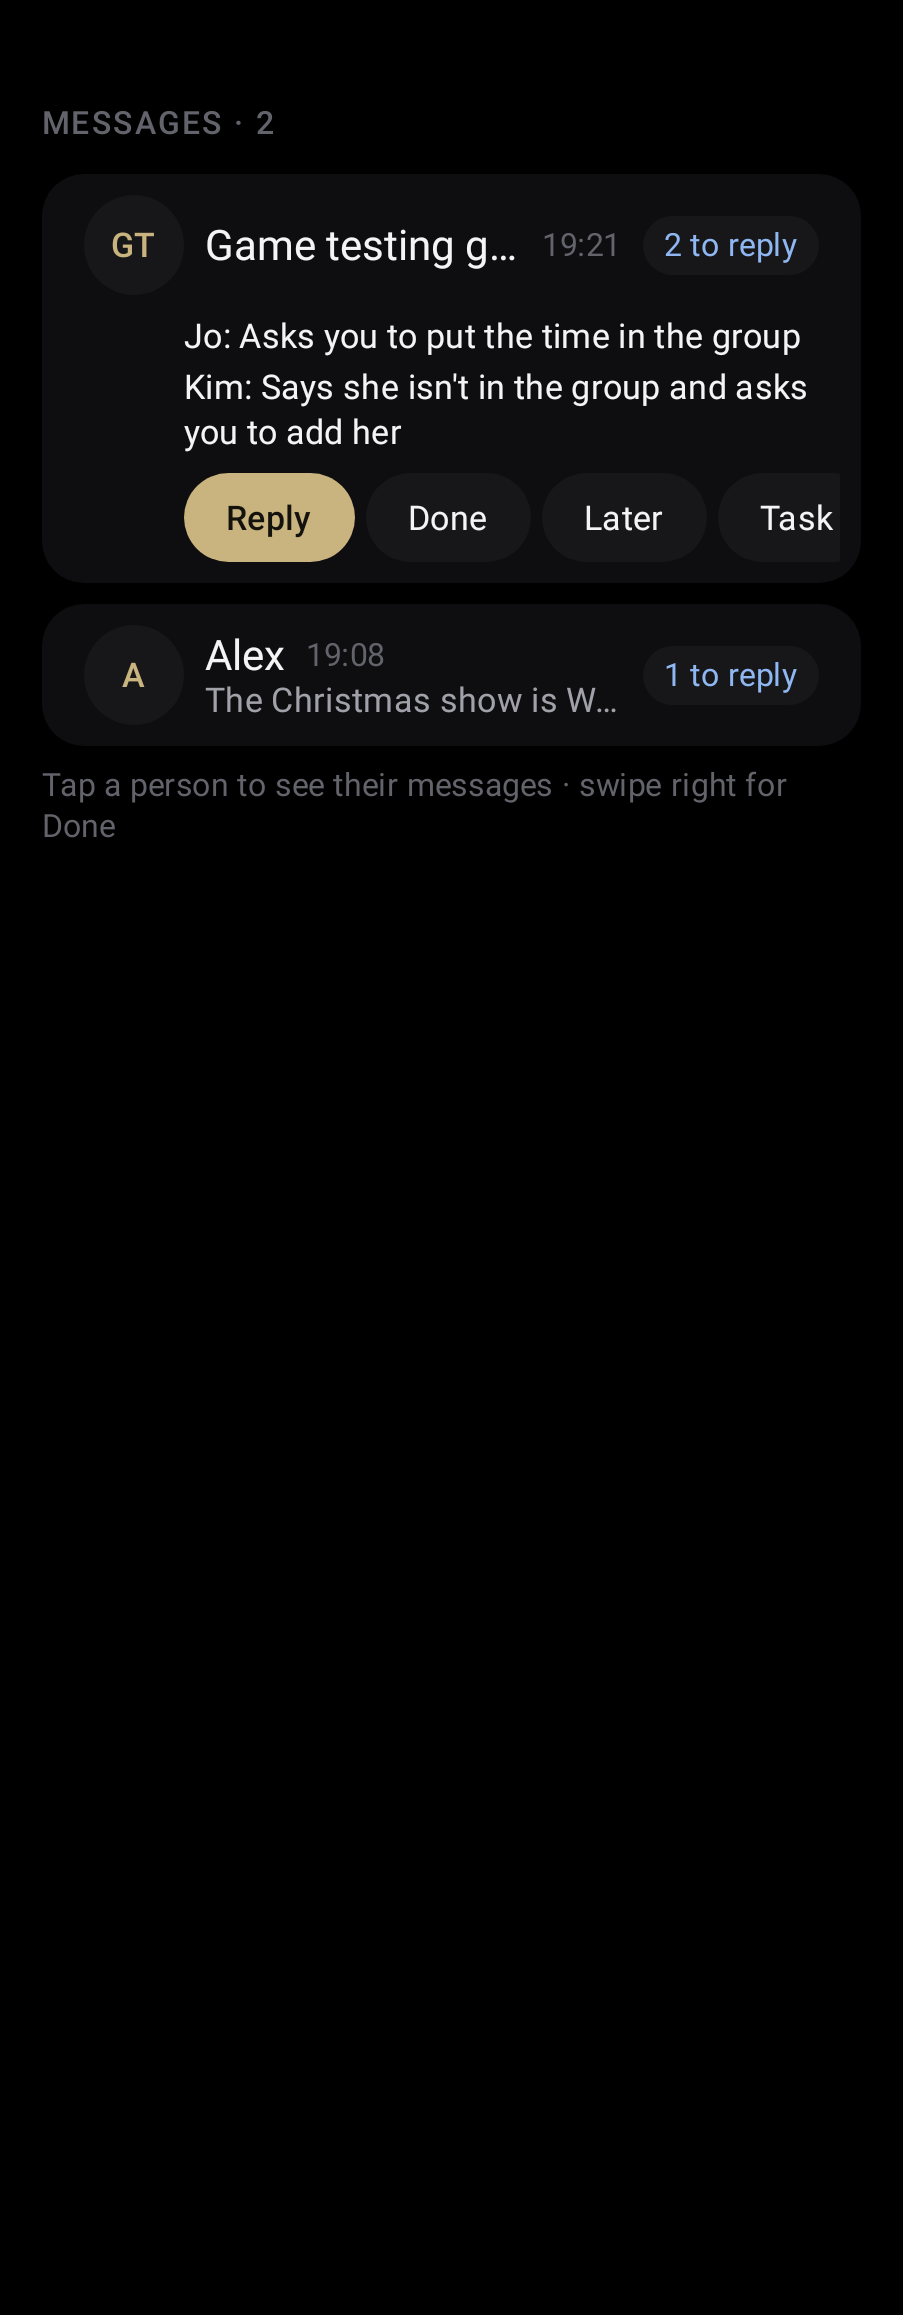 MESSAGES · 2
GT
Game testing g... 19:21 2 to reply
Jo: Asks you to put the time in the group
Kim: Says she isn't in the group and asks
you to add her
Reply Done Later Task
A
Alex 19:08 1 to reply
The Christmas show is W...
Tap a person to see their messages · swipe right for
Done